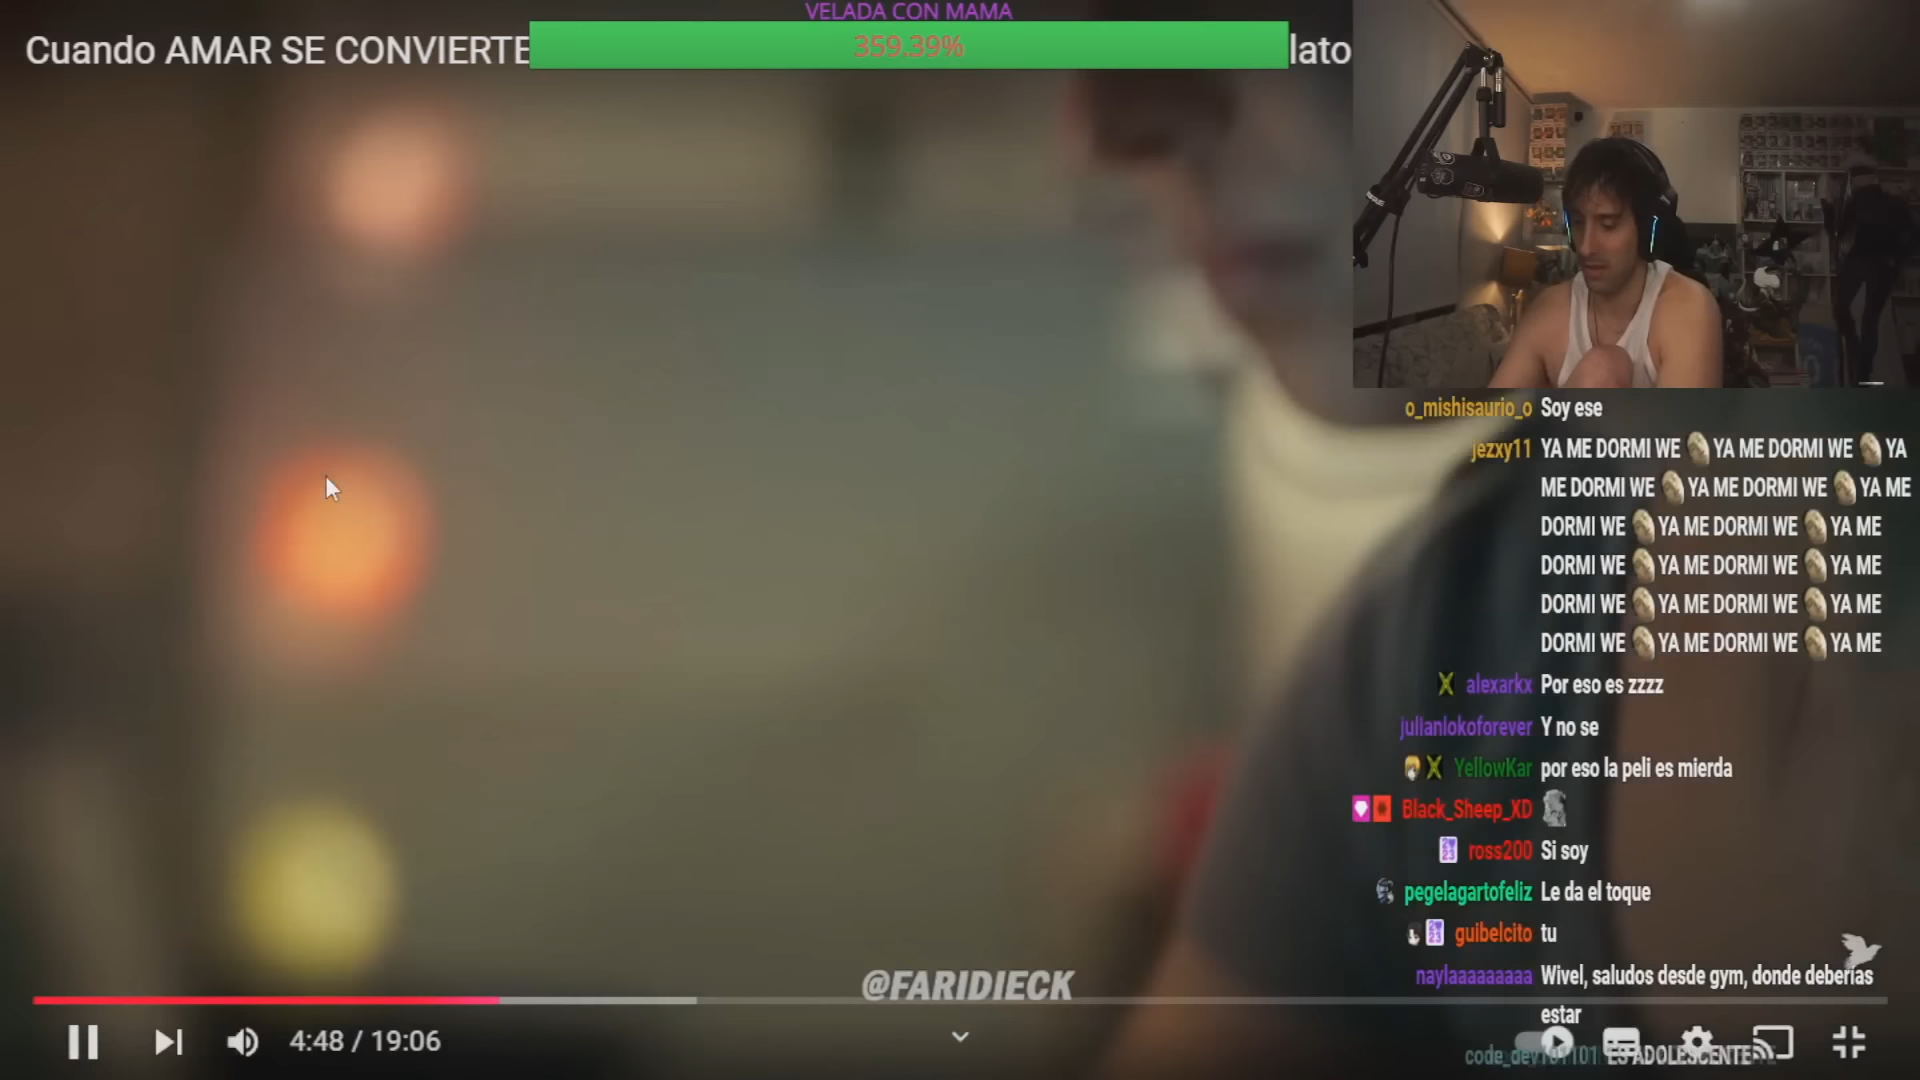 VELADA CON MAMA
Cuando AMAR SE CONVIERTE
359.39%
lato
o_mishisaurio_o Soy ese
jezxy11 YA ME DORMI WE YA ME DORMI WE YA
ME DORMI WE YA ME DORMI WE YA ME
DORMI WE YA ME DORMI WE YA ME
DORMI WE YA ME DORMI WE YA ME
DORMI WE YA ME DORMI WE YA ME
DORMI WE YA ME DORMI WE YA ME
alexarkx Por eso es zzzz
julianlokoforever Y no se
YellowKar por eso la peli es mierda
Black_Sheep_XD
ross200 Si soy
pegelagartofeliz Le da el toque
guibelcito tu
naylaaaaaaaaa Wivel, saludos desde gym, donde deberias
estar
@FARIDIECK
4:48 / 19:06
code_dev101101 ES ADOLESCENTE